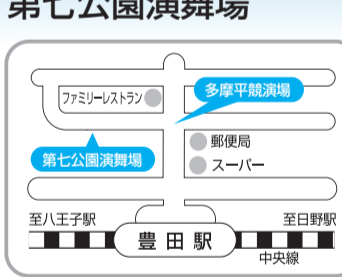 第七公園演舞場
ファミリーレストラン
多摩平競演場
郵便局
第七公園演舞場
スーパー
至八王子駅
至日野駅
豊田駅
中央線